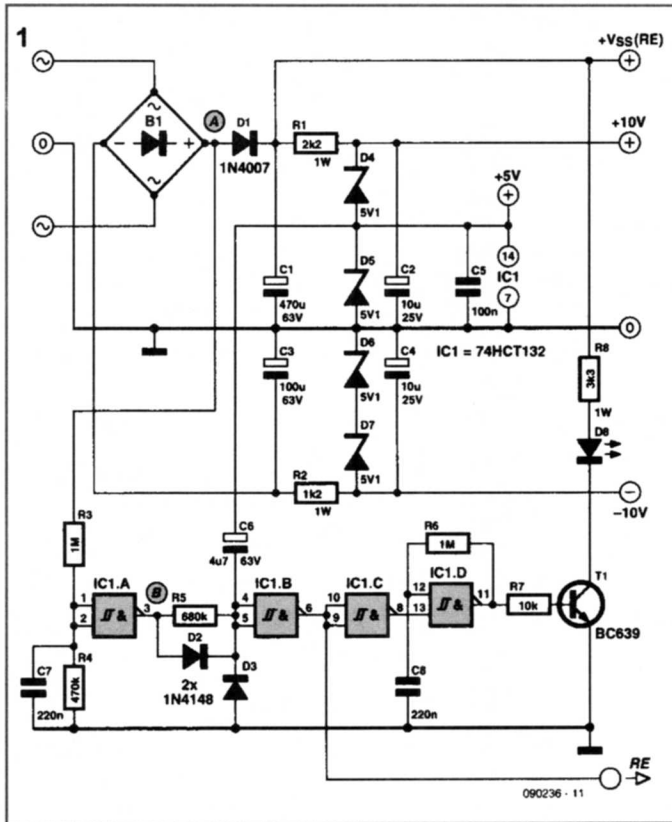 1
+VSS(RE)
∼
B1
∼
A
D1
1N4007
R1
2k2
1W
+10V
0
−
+
D4
5V1
+5V
∼
∼
D5
5V1
C1
470u
63V
C2
10u
25V
C5
100n
14
IC1
7
0
C3
100u
63V
D6
C4
10u
25V
IC1 = 74HCT132
R8
3k3
1W
D7
5V1
D8
R2
1k2
1W
−10V
R3
1M
C6
4u7
63V
R6
1M
IC1.A
B
R5
680k
IC1.B
IC1.C
IC1.D
R7
10k
T1
BC639
1
2
&
3
4
5
&
6
10
9
&
8
12
13
&
11
D2
2x
1N4148
D3
C7
220n
R4
470k
C8
220n
RE
090236 - 11